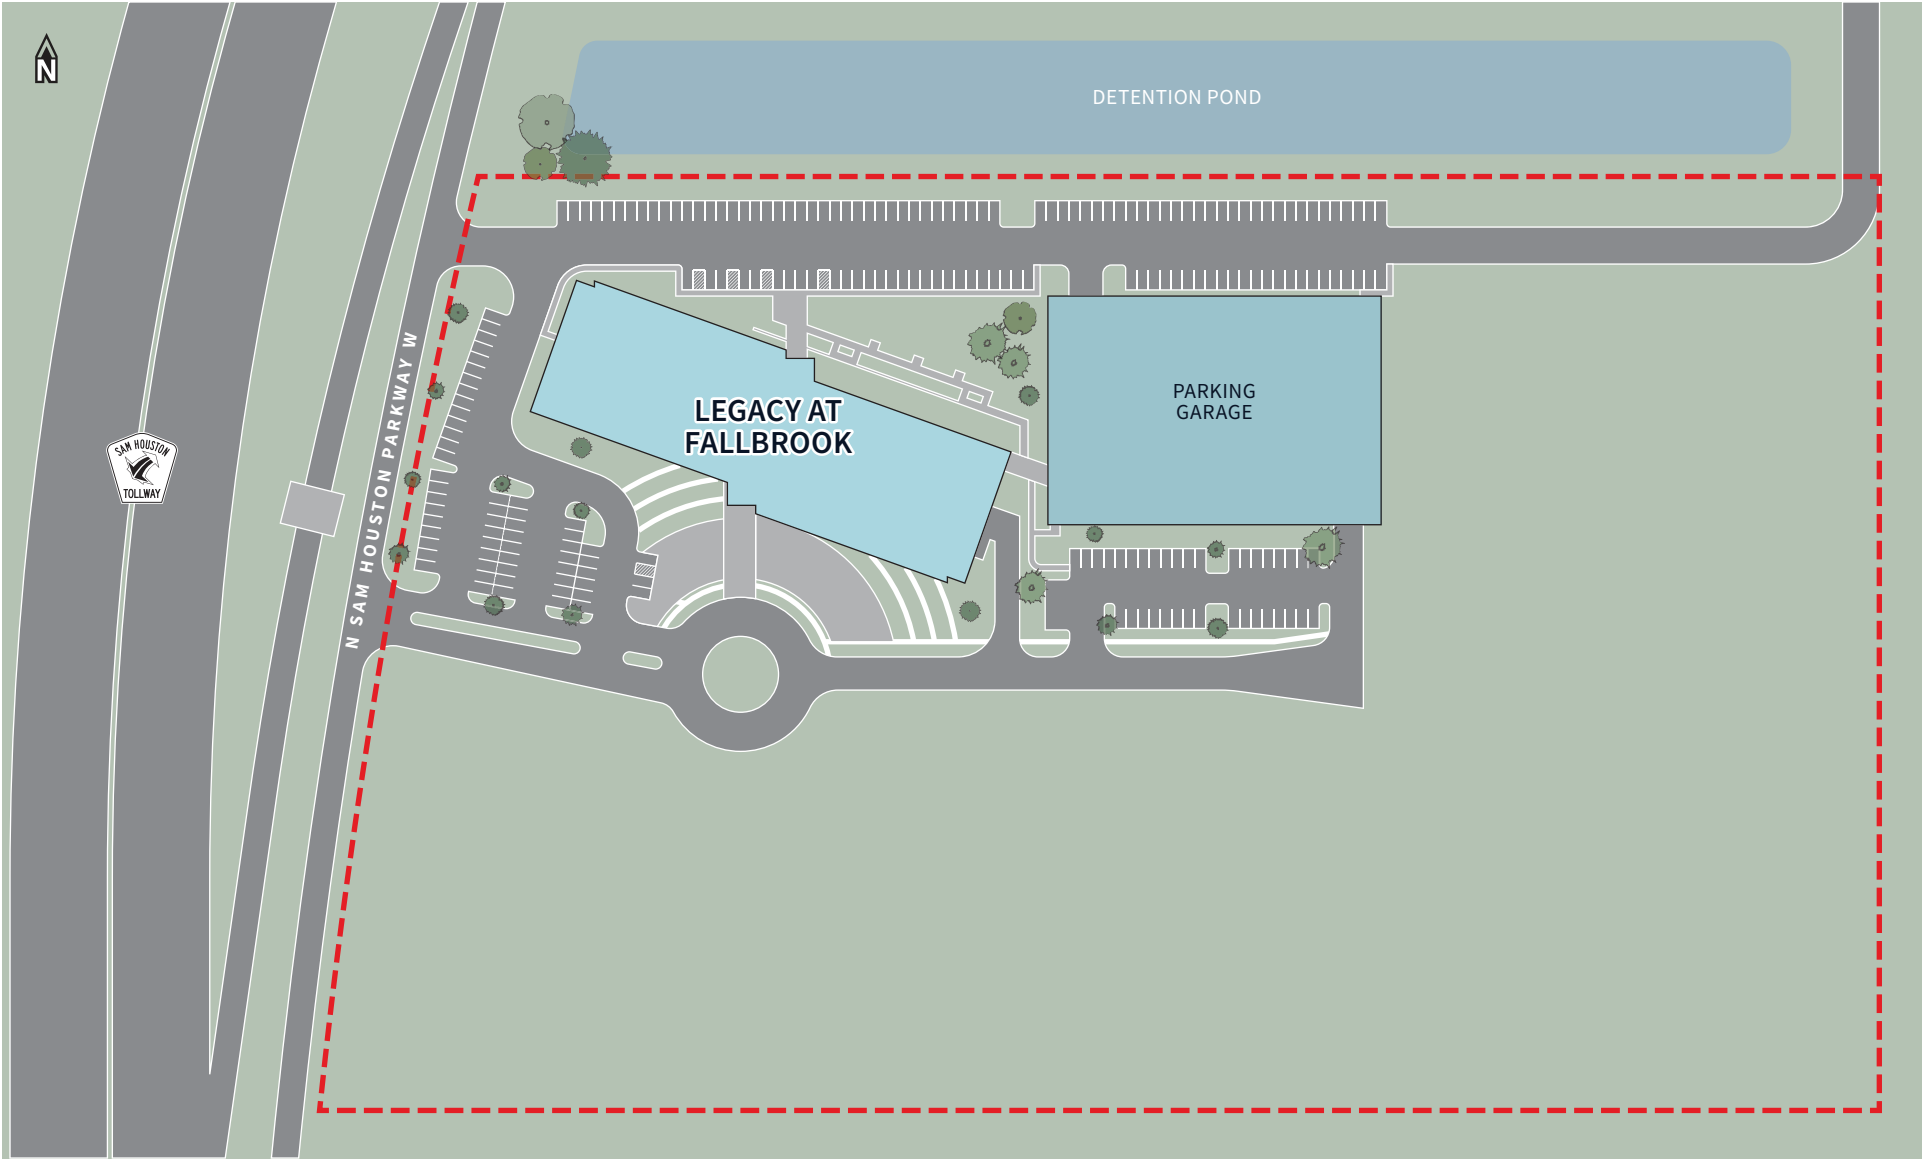 N
DETENTION POND
N SAM HOUSTON PARKWAY W
LEGACY AT
FALLBROOK
PARKING
GARAGE
SAM HOUSTON
TOLLWAY